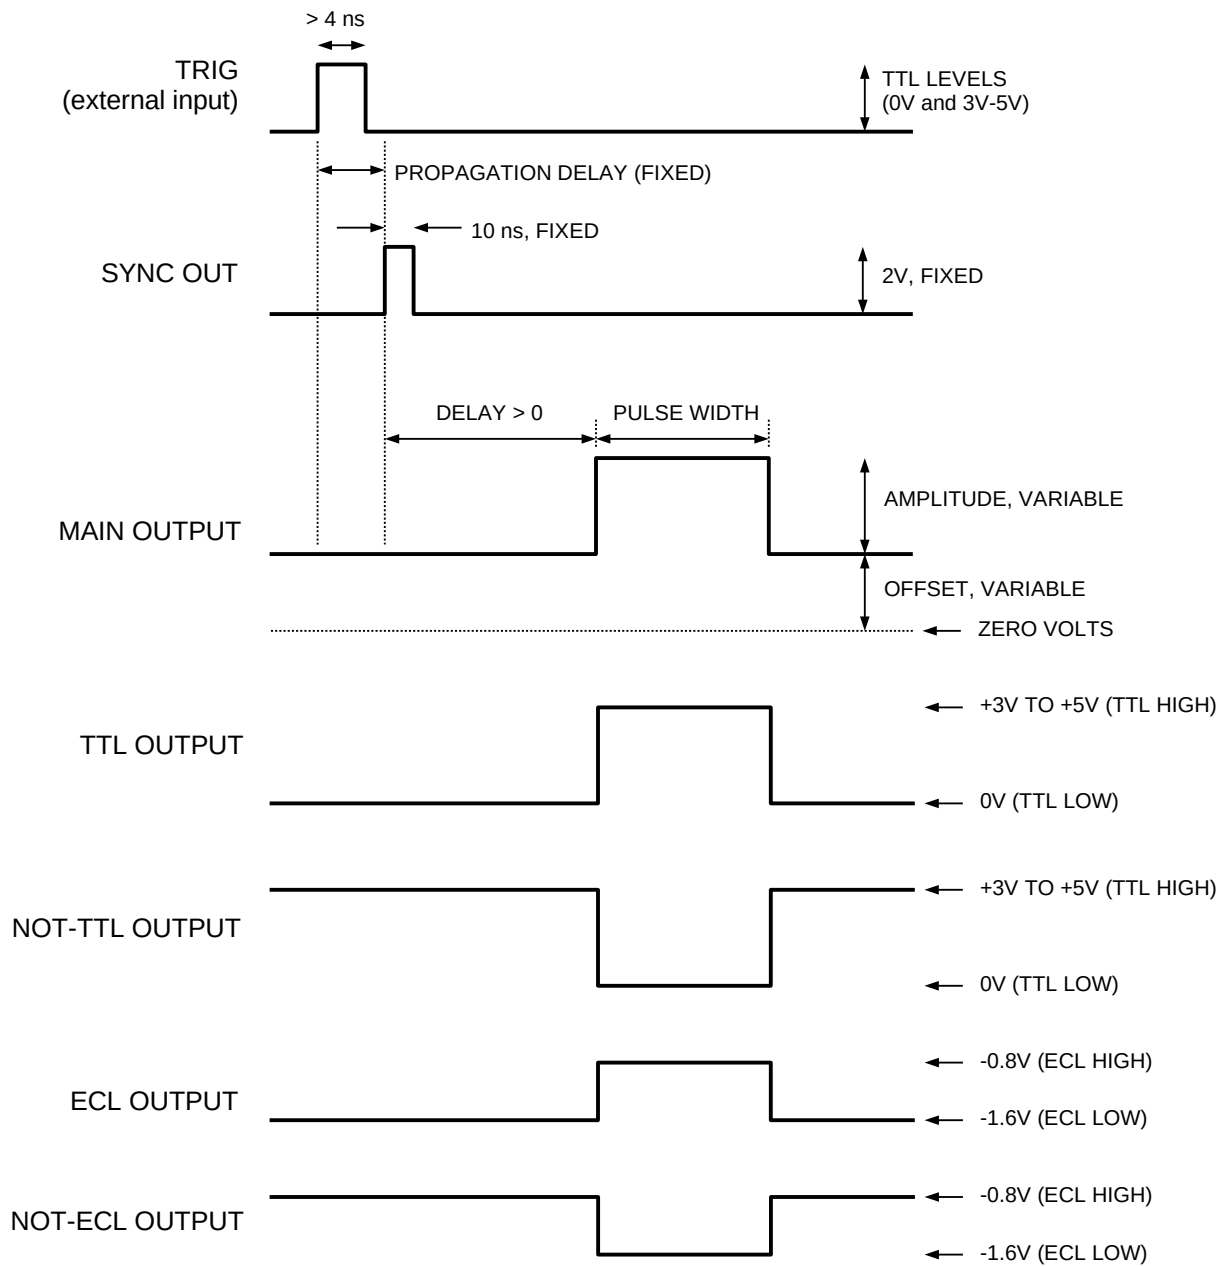 > 4 ns
TRIG
(external input)
TTL LEVELS
(0V and 3V-5V)
PROPAGATION DELAY (FIXED)
10 ns, FIXED
SYNC OUT
2V, FIXED
DELAY > 0
PULSE WIDTH
MAIN OUTPUT
AMPLITUDE, VARIABLE
OFFSET, VARIABLE
ZERO VOLTS
+3V TO +5V (TTL HIGH)
TTL OUTPUT
0V (TTL LOW)
+3V TO +5V (TTL HIGH)
NOT-TTL OUTPUT
0V (TTL LOW)
-0.8V (ECL HIGH)
ECL OUTPUT
-1.6V (ECL LOW)
-0.8V (ECL HIGH)
NOT-ECL OUTPUT
-1.6V (ECL LOW)